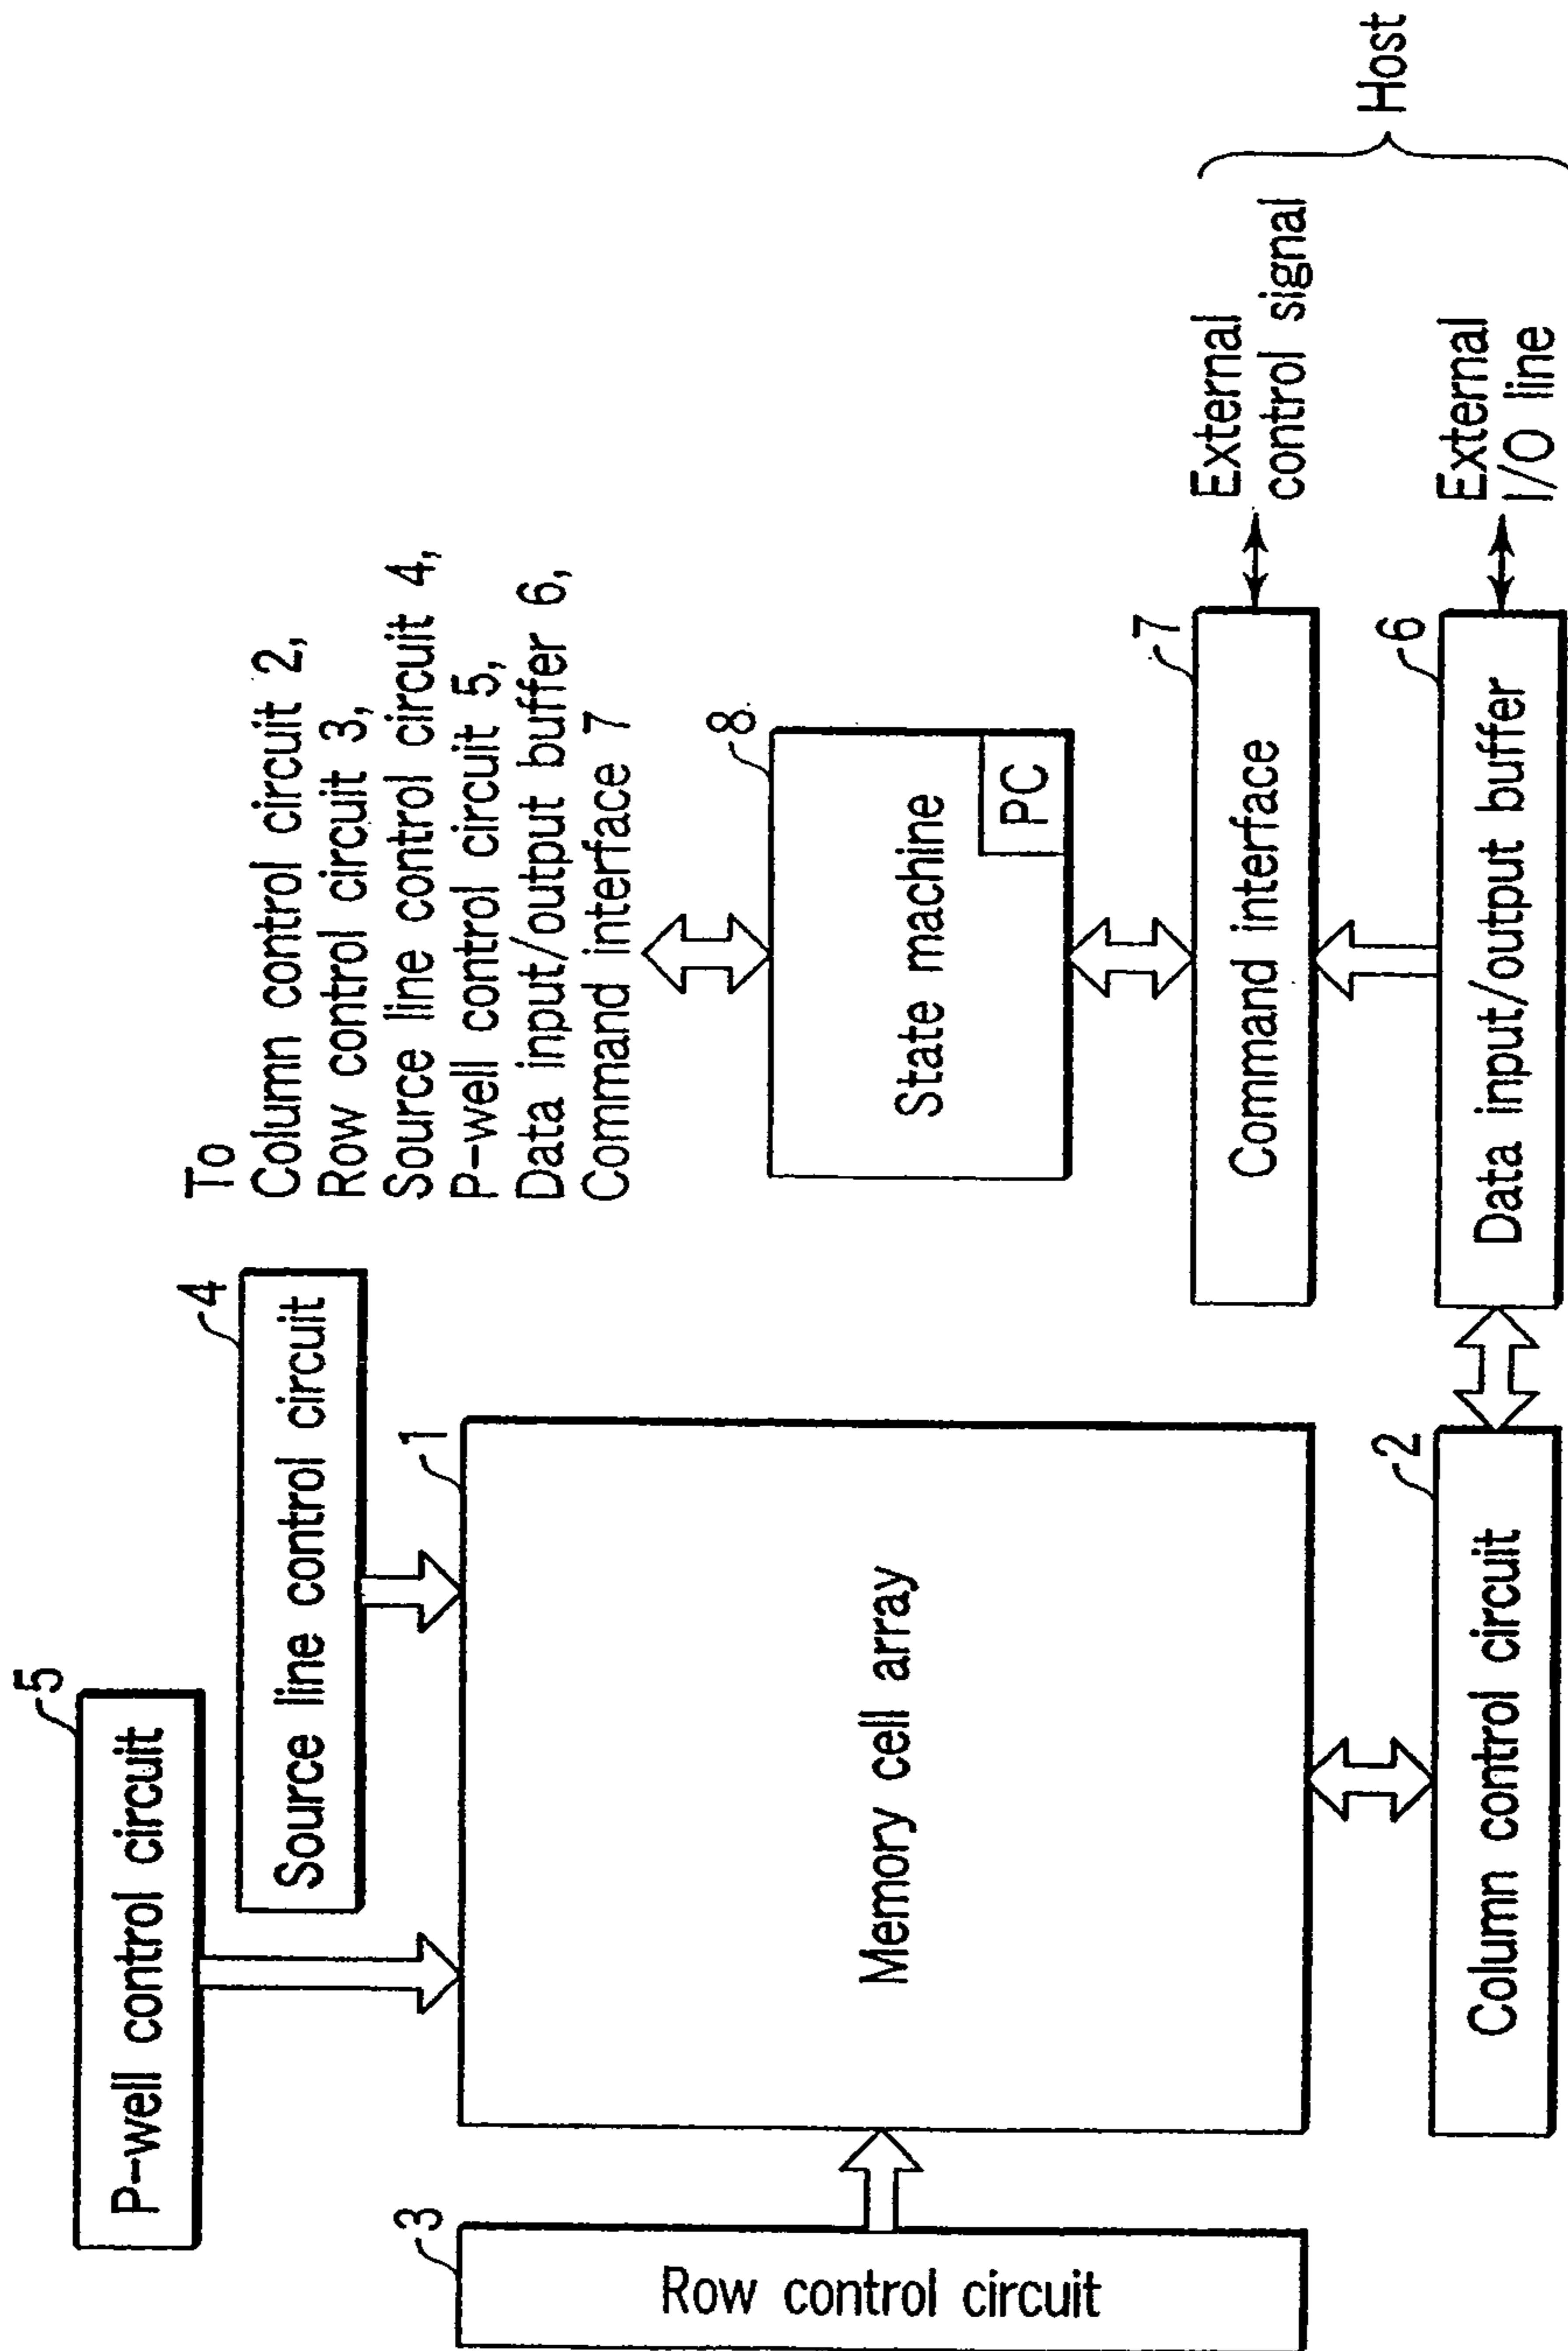 5
P-well control circuit
4
Source line control circuit
To
Column control circuit 2,
Row control circuit 3,
Source line control circuit 4,
P-well control circuit 5,
Data input/output buffer 6,
Command interface 7
3
Row control circuit
1
Memory cell array
8
State machine
PC
7
Command interface
External
control signal
Host
2
Column control circuit
6
Data input/output buffer
External
I/O line